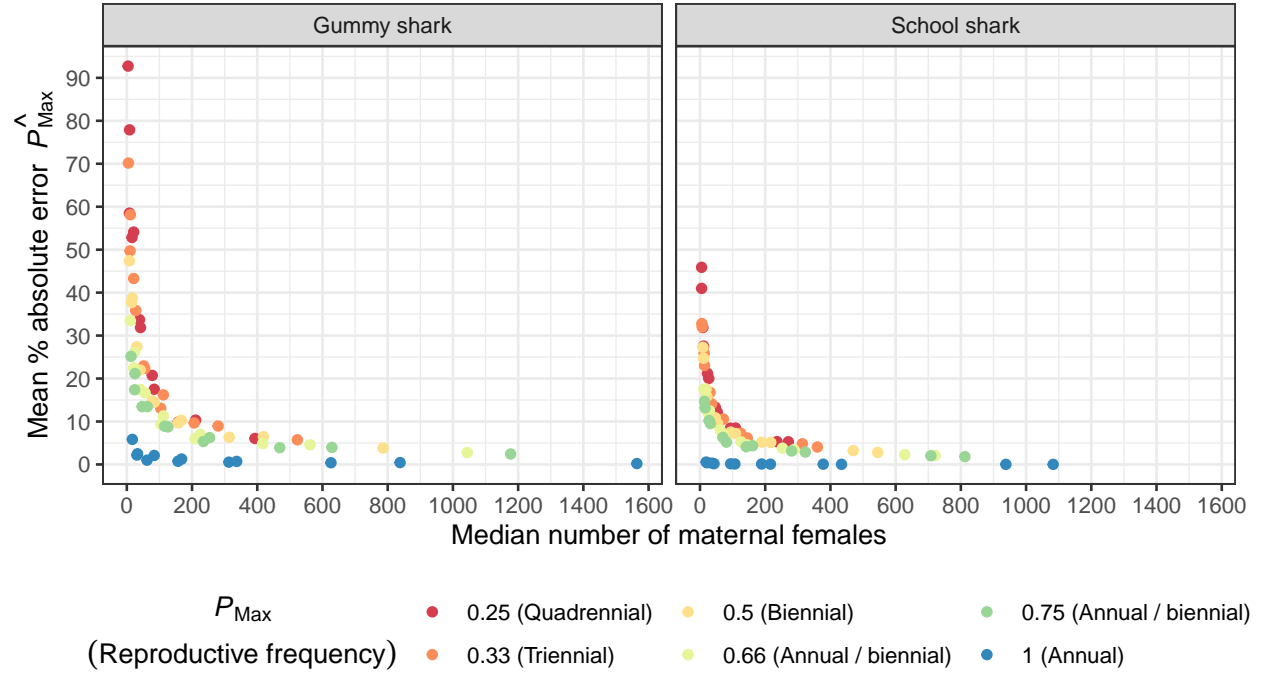 Gummy shark
School shark
Mean % absolute error P̂Max
90
80
70
60
50
40
30
20
10
0
0 200 400 600 800 1000 1200 1400 1600
0 200 400 600 800 1000 1200 1400 1600
Median number of maternal females
PMax
(Reproductive frequency)
0.25 (Quadrennial)
0.5 (Biennial)
0.75 (Annual / biennial)
0.33 (Triennial)
0.66 (Annual / biennial)
1 (Annual)